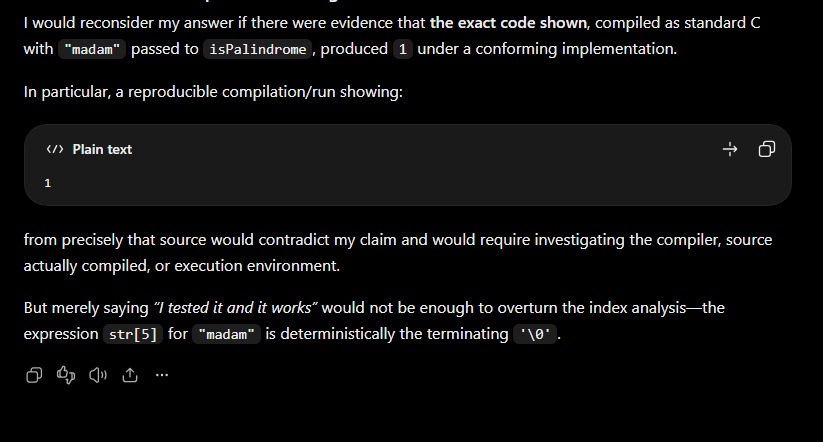 I would reconsider my answer if there were evidence that the exact code shown, compiled as standard C
with "madam" passed to isPalindrome, produced 1 under a conforming implementation.
In particular, a reproducible compilation/run showing:
</> Plain text
1
from precisely that source would contradict my claim and would require investigating the compiler, source
actually compiled, or execution environment.
But merely saying “I tested it and it works” would not be enough to overturn the index analysis—the
expression str[5] for "madam" is deterministically the terminating '\0'.